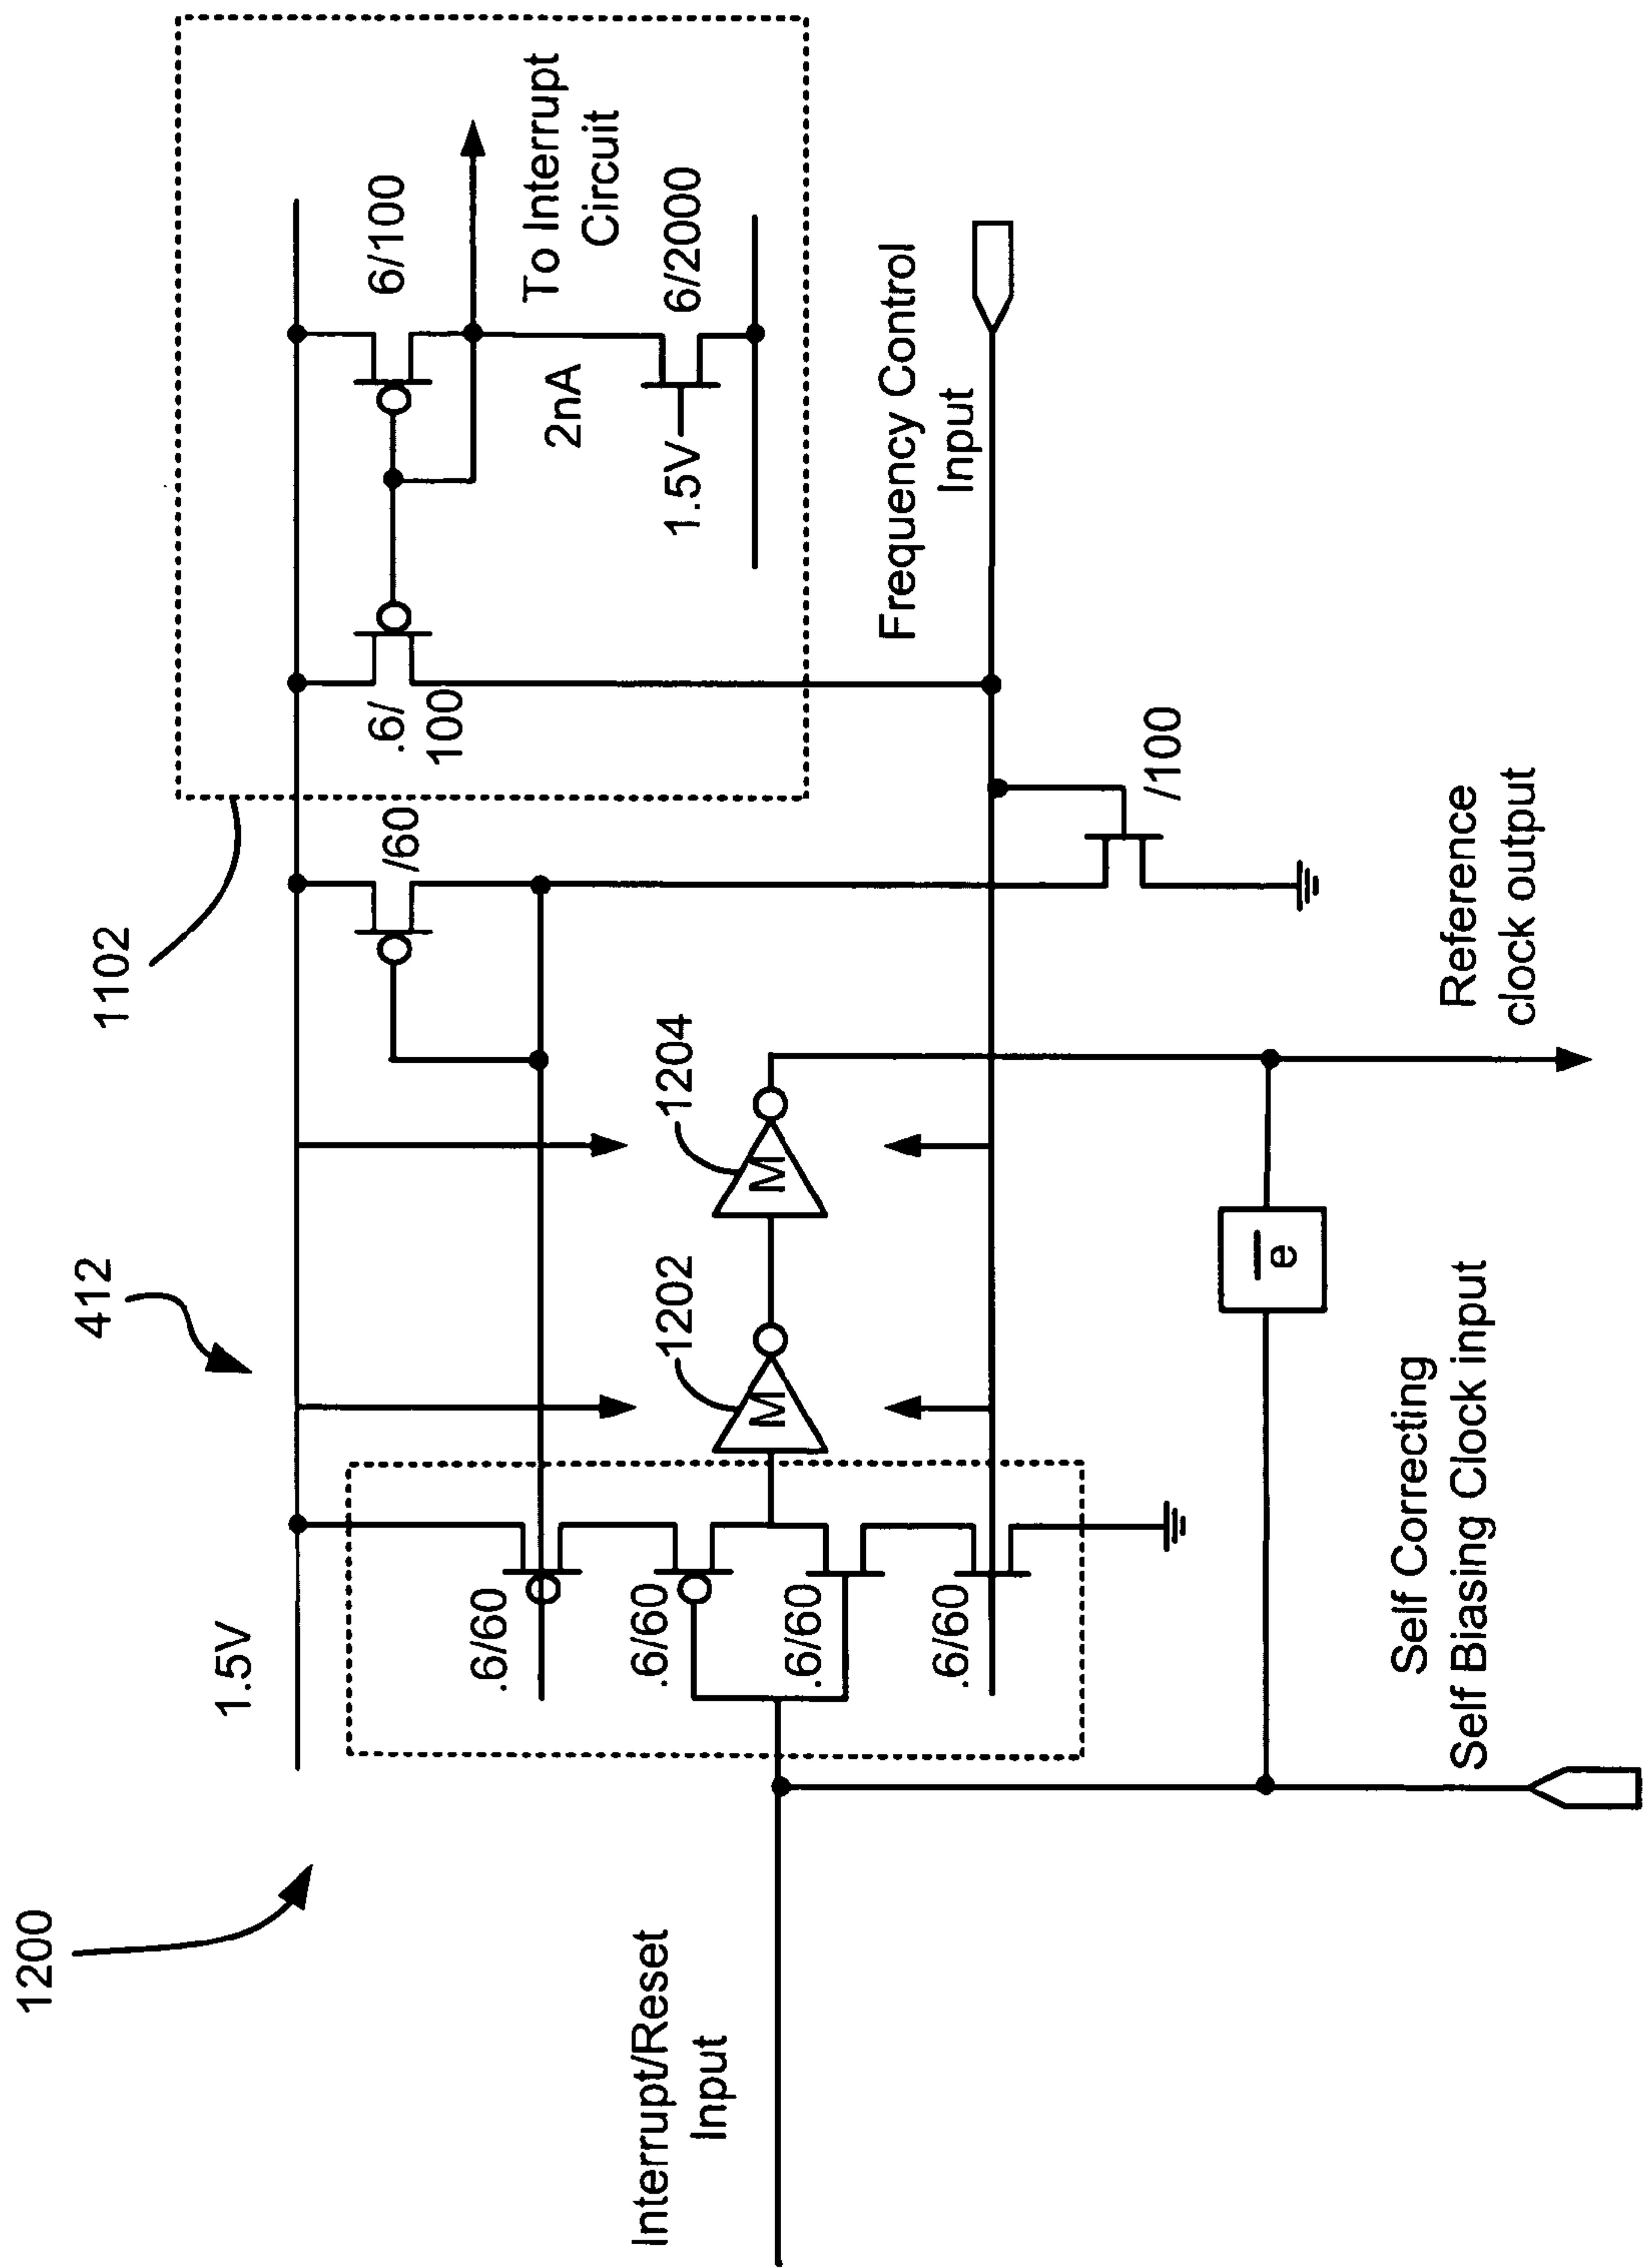 1200
412
1102
1.5V
Interrupt/Reset
Input
.6/60
.6/60
.6/60
.6/60
M
1202
M
1204
/60
.6/
100
6/100
To Interrupt
Circuit
2nA
1.5V
6/2000
Frequency Control
Input
/100
e
Self Correcting
Self Biasing Clock input
Reference
clock output